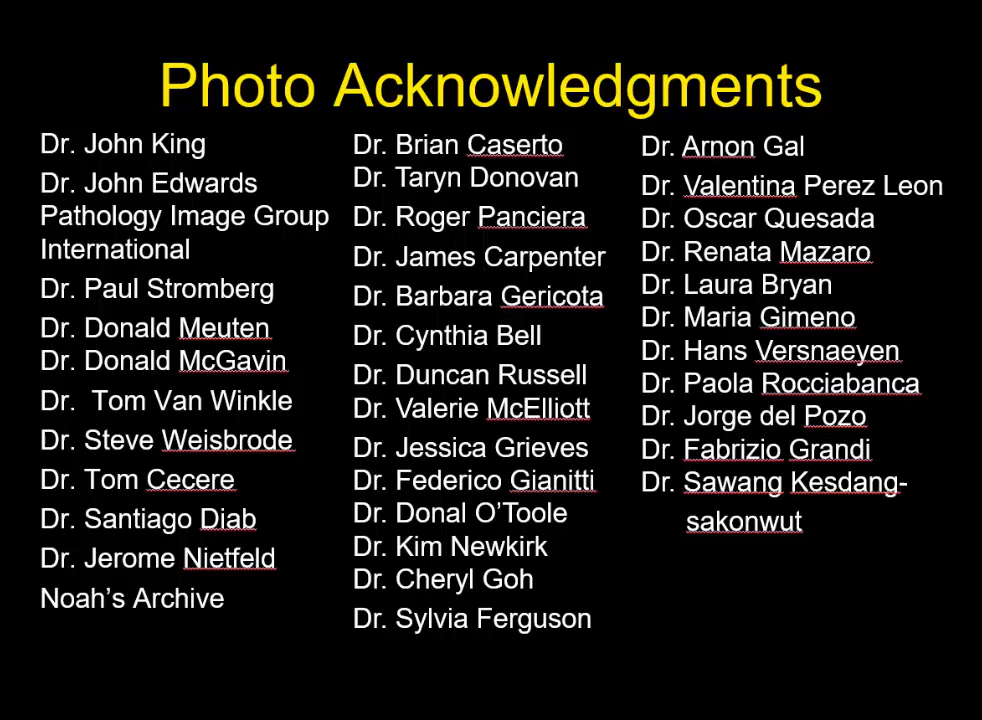 Photo Acknowledgments
Dr. John King
Dr. John Edwards
Pathology Image Group
International
Dr. Paul Stromberg
Dr. Donald Meuten
Dr. Donald McGavin
Dr.  Tom Van Winkle
Dr. Steve Weisbrode
Dr. Tom Cecere
Dr. Santiago Diab
Dr. Jerome Nietfeld
Noah's Archive
Dr. Brian Caserto
Dr. Taryn Donovan
Dr. Roger Panciera
Dr. James Carpenter
Dr. Barbara Gericota
Dr. Cynthia Bell
Dr. Duncan Russell
Dr. Valerie McElliott
Dr. Jessica Grieves
Dr. Federico Gianitti
Dr. Donal O'Toole
Dr. Kim Newkirk
Dr. Cheryl Goh
Dr. Sylvia Ferguson
Dr. Arnon Gal
Dr. Valentina Perez Leon
Dr. Oscar Quesada
Dr. Renata Mazaro
Dr. Laura Bryan
Dr. Maria Gimeno
Dr. Hans Versnaeyen
Dr. Paola Rocciabanca
Dr. Jorge del Pozo
Dr. Fabrizio Grandi
Dr. Sawang Kesdang-
sakonwut